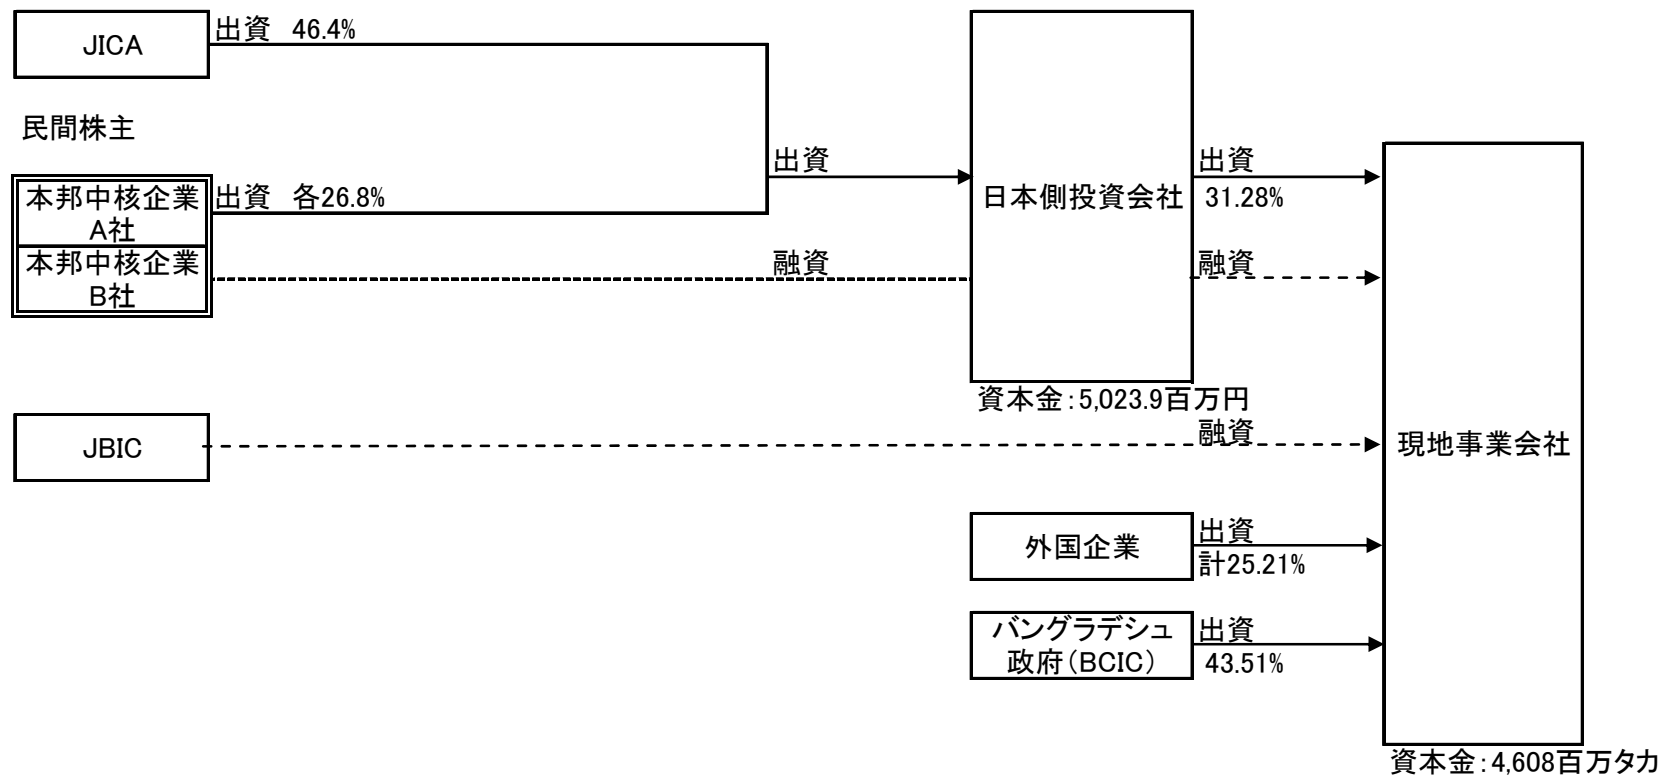 JICA
出資 46.4%
民間株主
本邦中核企業
A社
出資 各26.8%
本邦中核企業
B社
出資
融資
日本側投資会社
資本金:5,023.9百万円
出資
31.28%
融資
JBIC
融資
現地事業会社
外国企業
出資
計25.21%
バングラデシュ
政府(BCIC)
出資
43.51%
資本金:4,608百万タカ